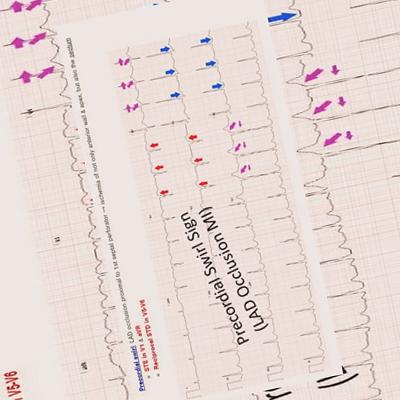 Precordial Swirl Sign
(LAD Occlusion MI)
Precordial swirl: LAD occlusion proximal to 1st septal perforator → ischemia of not only anterior wall & apex, but also the septum
STE in V1 & aVR
Reciprocal STD in V5-V6
V5-V6